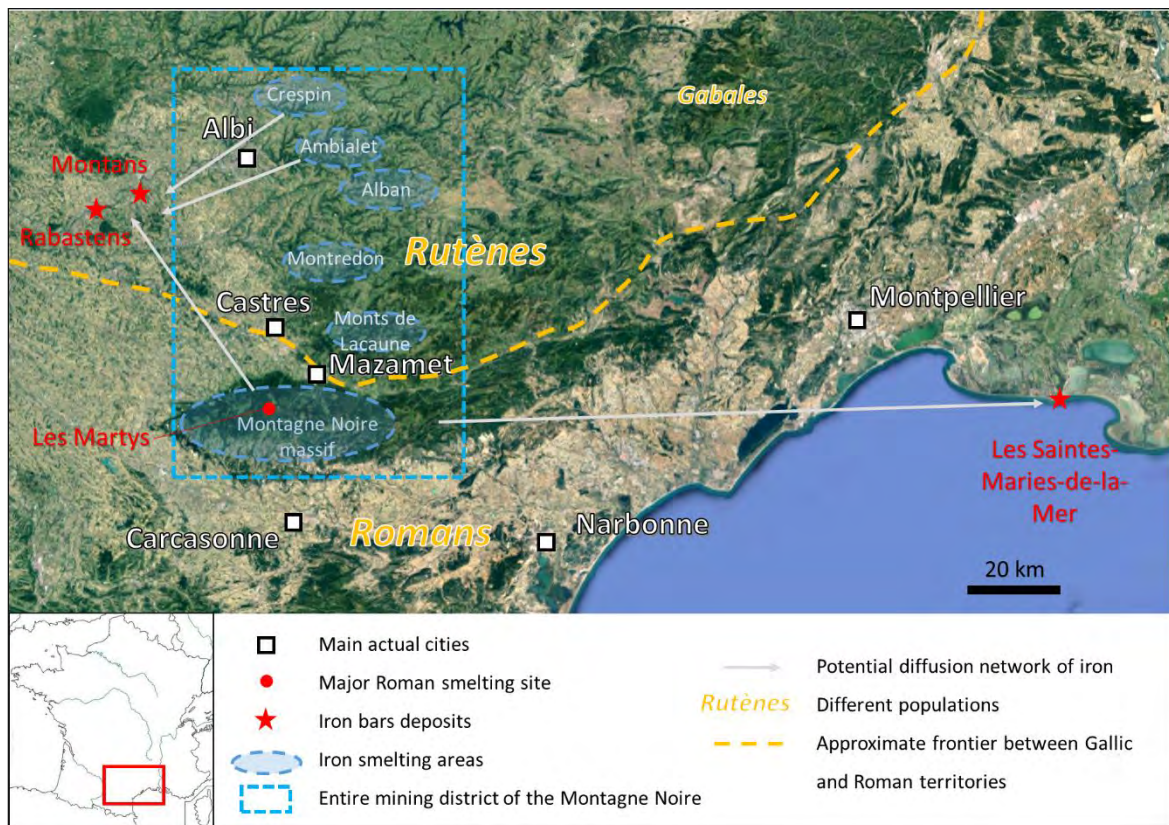 Crespin
Gabales
Albi
Ambialet
Montans
Alban
Rabastens
Rutènes
Montredon
Castres
Montpellier
Monts de
Lacaune
Mazamet
Les Martys
Montagne Noire
massif
Les Saintes-
Maries-de-la-
Mer
Romans
Carcasonne
Narbonne
20 km
Main actual cities
Major Roman smelting site
Iron bars deposits
Iron smelting areas
Entire mining district of the Montagne Noire
Potential diffusion network of iron
Rutènes
Different populations
Approximate frontier between Gallic
and Roman territories